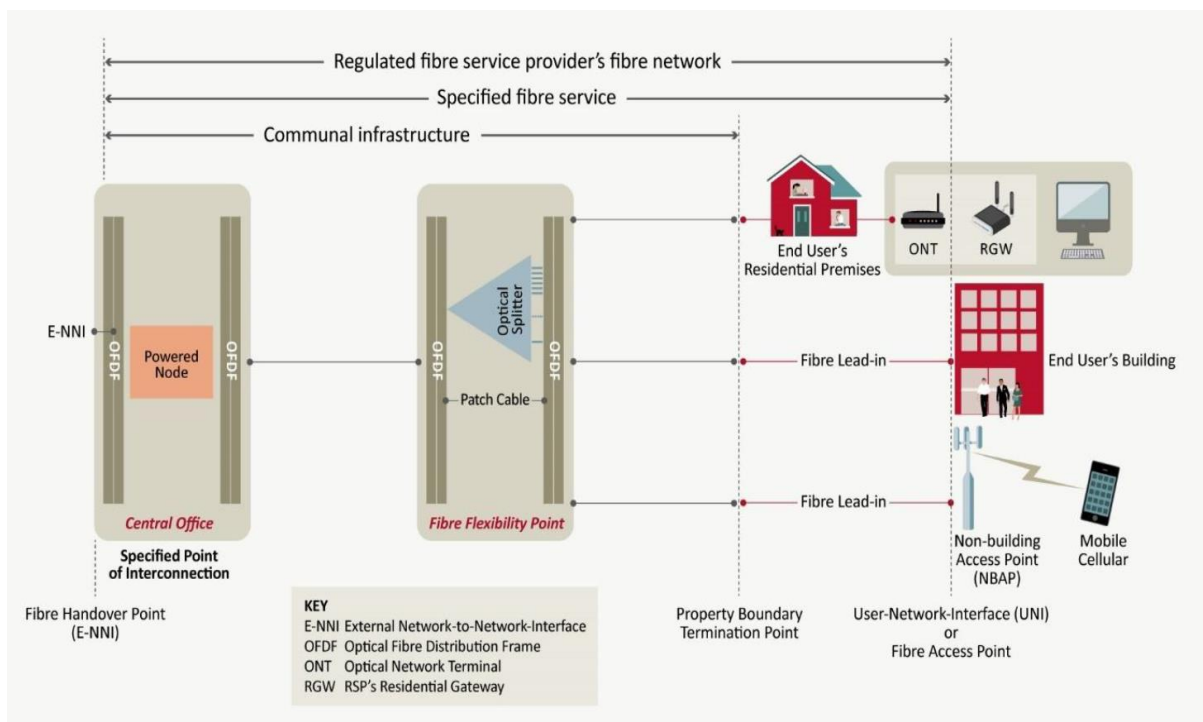 Regulated fibre service provider's fibre network
Specified fibre service
Communal infrastructure
E-NNI
OFDF
Powered
Node
OFDF
Central Office
Specified Point
of Interconnection
OFDF
Optical
Splitter
OFDF
Patch Cable
Fibre Flexibility Point
End User's
Residential Premises
ONT
RGW
Fibre Lead-in
End User's Building
Fibre Lead-in
Non-building
Access Point
(NBAP)
Mobile
Cellular
Fibre Handover Point
(E-NNI)
KEY
E-NNI External Network-to-Network-Interface
OFDF Optical Fibre Distribution Frame
ONT Optical Network Terminal
RGW RSP's Residential Gateway
Property Boundary
Termination Point
User-Network-Interface (UNI)
or
Fibre Access Point